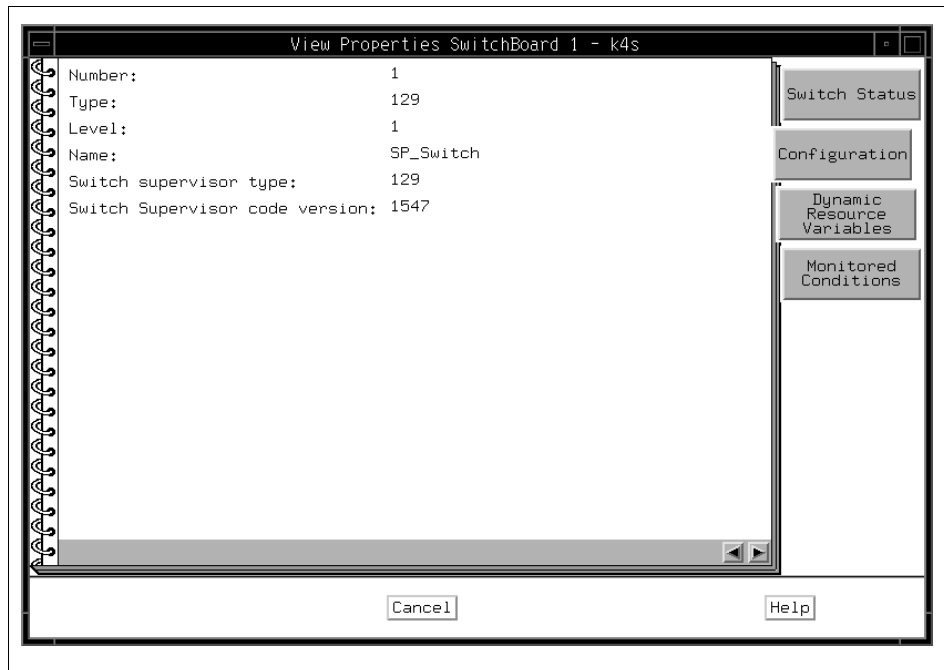 View Properties SwitchBoard 1 - k4s
Number: 1
Type: 129
Level: 1
Name: SP_Switch
Switch supervisor type: 129
Switch Supervisor code version: 1547
Switch Status
Configuration
Dynamic
Resource
Variables
Monitored
Conditions
Cancel
Help